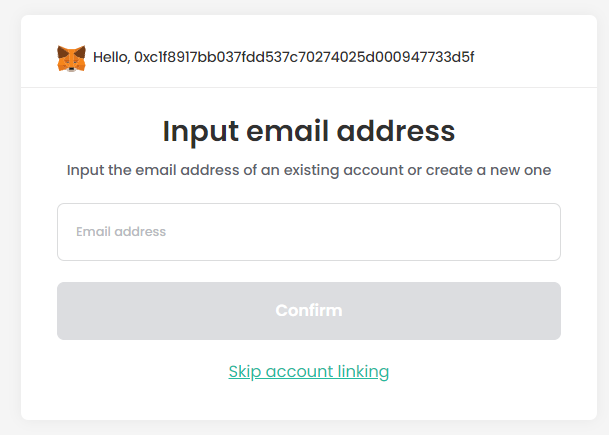 Hello, 0xc1f8917bb037fdd537c70274025d000947733d5f
Input email address
Input the email address of an existing account or create a new one
Email address
Confirm
Skip account linking